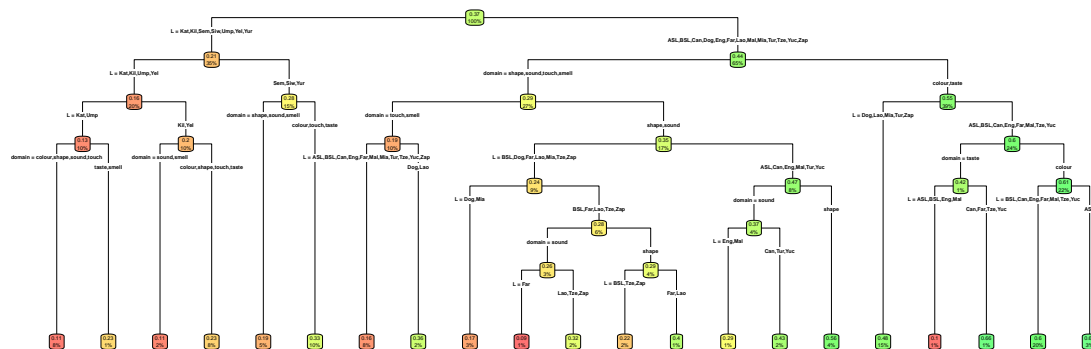 0.37
100%
L = Kat,Kil,Sem,Siw,Ump,Yel,Yur
ASL,BSL,Can,Dog,Eng,Far,Lao,Mal,Mia,Tur,Tze,Yuc,Zap
0.21
35%
0.44
65%
L = Kat,Kil,Ump,Yel
Sem,Siw,Yur
domain = shape,sound,touch,smell
colour,taste
0.16
20%
0.28
15%
0.29
27%
0.55
39%
L = Kat,Ump
Kil,Yel
domain = shape,sound,smell
colour,touch,taste
domain = touch,smell
shape,sound
L = Dog,Lao,Mia,Tur,Zap
ASL,BSL,Can,Eng,Far,Mal,Tze,Yuc
0.13
10%
0.2
10%
0.19
10%
0.35
17%
0.6
24%
domain = colour,shape,sound,touch
taste,smell
domain = sound,smell
colour,shape,touch,taste
L = ASL,BSL,Can,Eng,Far,Mal,Mia,Tur,Tze,Yuc,Zap
Dog,Lao
L = BSL,Dog,Far,Lao,Mia,Tze,Zap
ASL,Can,Eng,Mal,Tur,Yuc
domain = taste
colour
0.24
9%
0.47
8%
0.42
1%
0.61
22%
L = Dog,Mia
BSL,Far,Lao,Tze,Zap
domain = sound
shape
L = ASL,BSL,Eng,Mal
Can,Far,Tze,Yuc
L = BSL,Can,Eng,Far,Mal,Tze,Yuc
0.28
6%
0.37
4%
domain = sound
shape
L = Eng,Mal
Can,Tur,Yuc
0.26
3%
0.29
4%
L = Far
Lao,Tze,Zap
L = BSL,Tze,Zap
Far,Lao
0.11
8%
0.23
1%
0.11
2%
0.23
8%
0.19
5%
0.33
10%
0.16
8%
0.36
2%
0.17
3%
0.09
1%
0.32
2%
0.22
2%
0.4
1%
0.29
1%
0.43
2%
0.56
4%
0.48
15%
0.1
1%
0.66
1%
0.6
20%